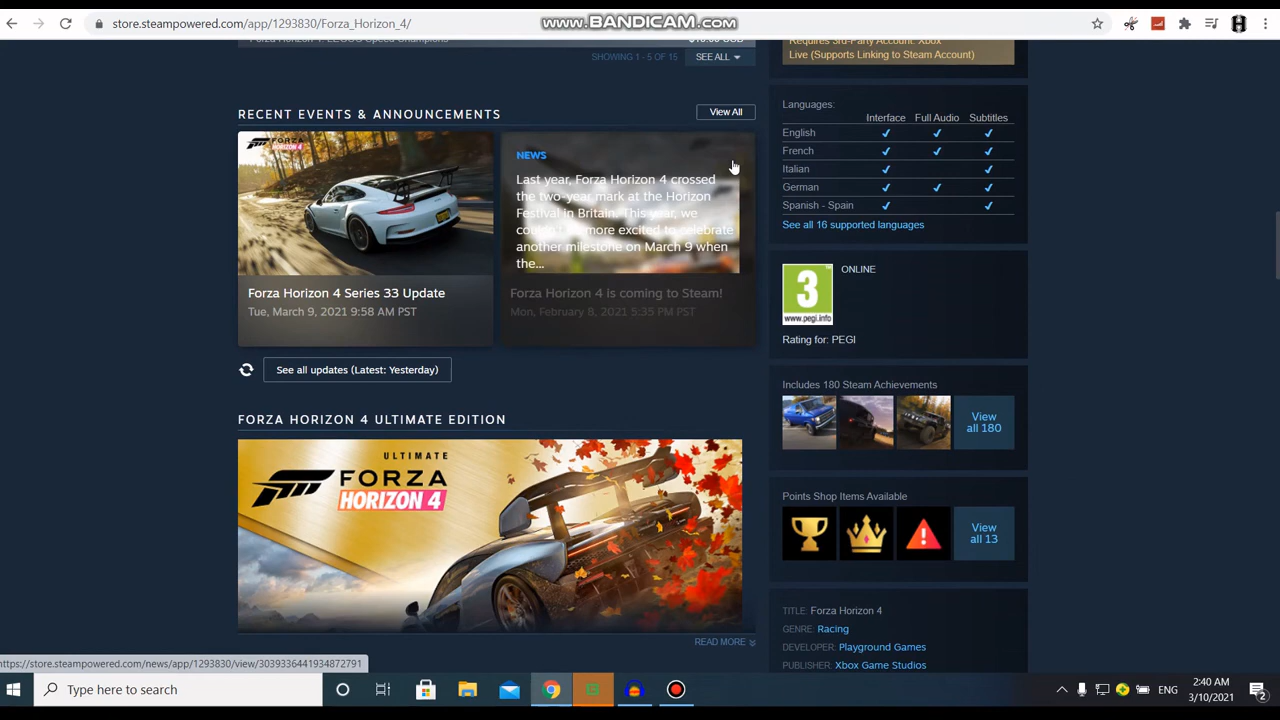 store.steampowered.com/app/1293830/Forza_Horizon_4/
www.BANDICAM.com
SHOWING 1 - 5 OF 15
SEE ALL
Requires 3rd-Party Account: Xbox
Live (Supports Linking to Steam Account)
RECENT EVENTS & ANNOUNCEMENTS
View All
FORZA
HORIZON 4
Forza Horizon 4 Series 33 Update
Tue, March 9, 2021 9:58 AM PST
NEWS
Last year, Forza Horizon 4 crossed
the two-year mark at the Horizon
Festival in Britain. This year, we
more excited to celebrate
another milestone on March 9 when
the...
Forza Horizon 4 is coming to Steam!
Mon, February 8, 2021 5:35 PM PST
See all updates (Latest: Yesterday)
FORZA HORIZON 4 ULTIMATE EDITION
ULTIMATE
FORZA
HORIZON 4
READ MORE
Languages:
Interface Full Audio Subtitles
English
French
Italian
German
Spanish - Spain
See all 16 supported languages
3
www.pegi.info
ONLINE
Rating for: PEGI
Includes 180 Steam Achievements
View
all 180
Points Shop Items Available
View
all 13
TITLE: Forza Horizon 4
GENRE: Racing
DEVELOPER: Playground Games
PUBLISHER: Xbox Game Studios
https://store.steampowered.com/news/app/1293830/view/3039336441934872791
Type here to search
ENG
2:40 AM
3/10/2021
2